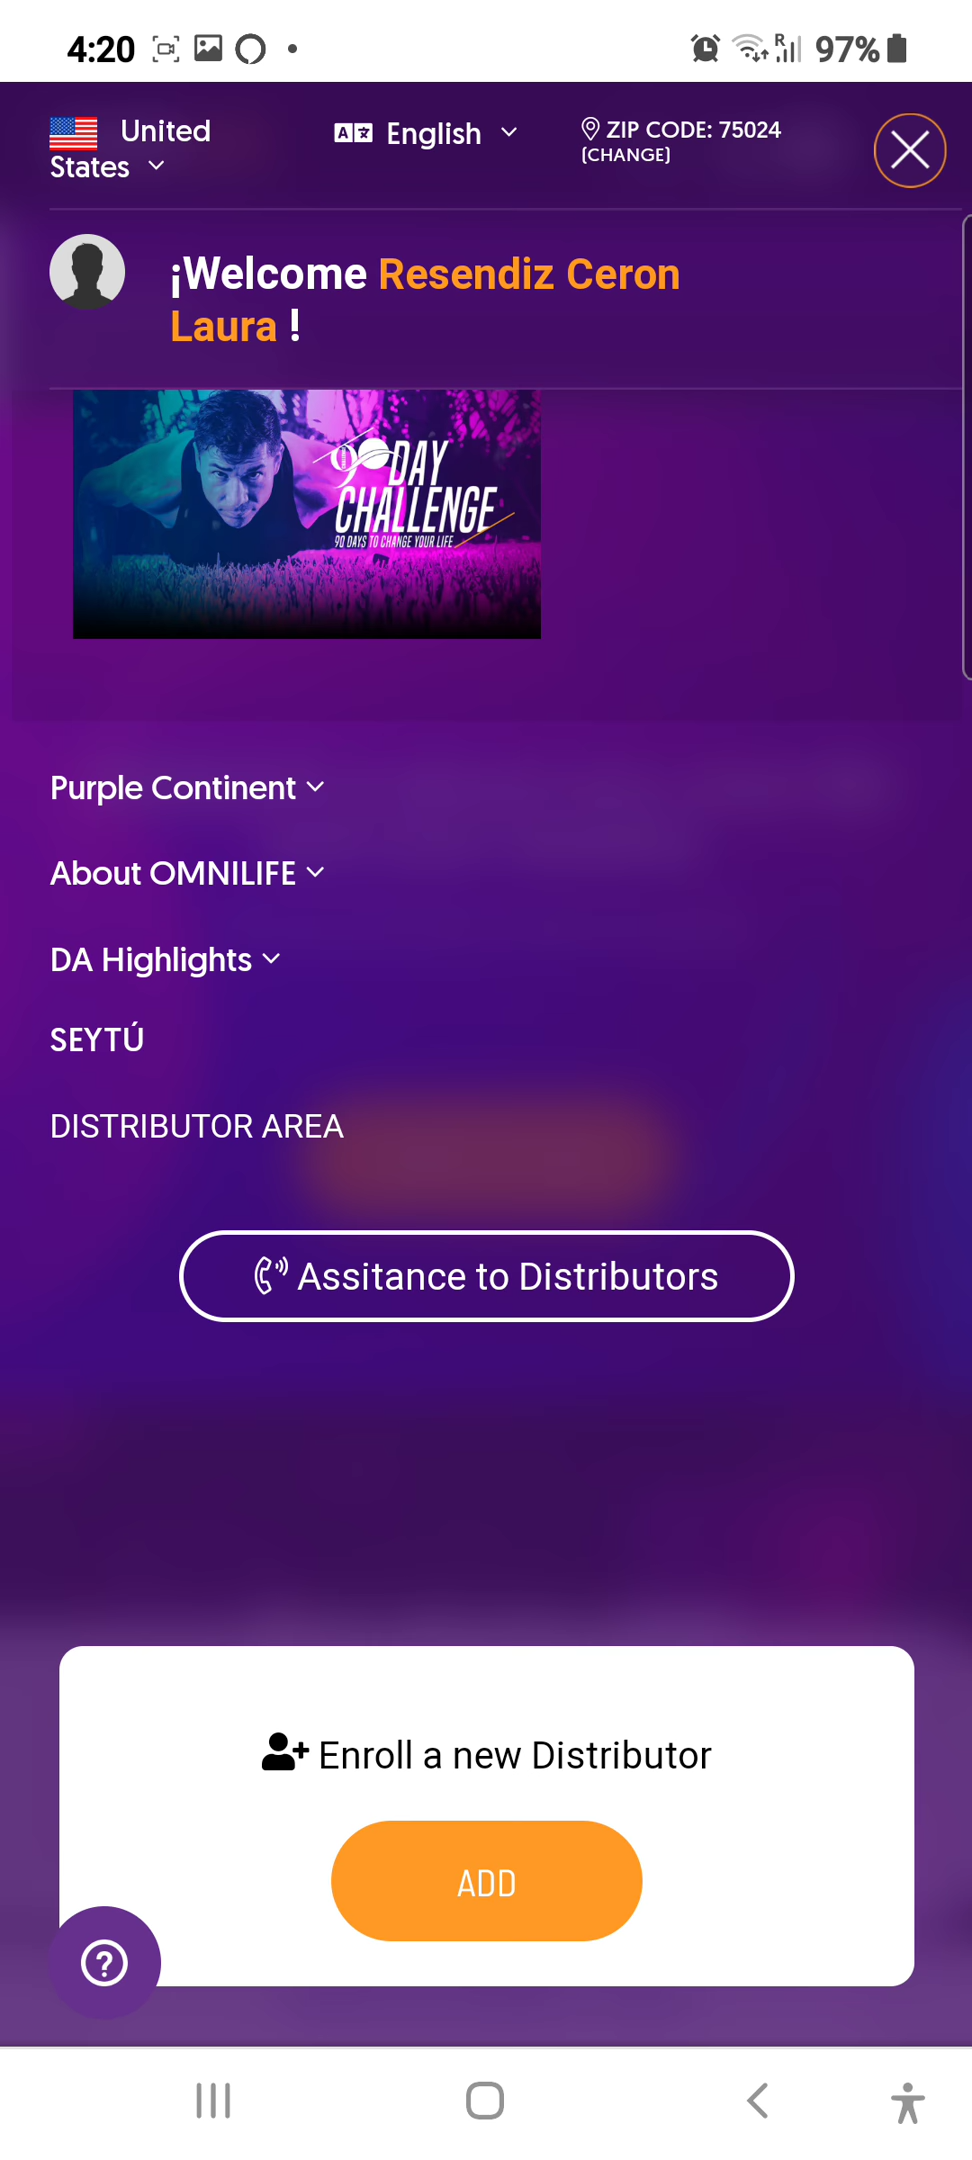 4:20
R
97%
United
States
A
English
ZIP CODE: 75024
(CHANGE)
¡Welcome Resendiz Ceron
Laura !
90 DAY
CHALLENGE
90 DAYS TO CHANGE YOUR LIFE
Purple Continent
About OMNILIFE
DA Highlights
SEYTÚ
DISTRIBUTOR AREA
Assitance to Distributors
Enroll a new Distributor
ADD
?